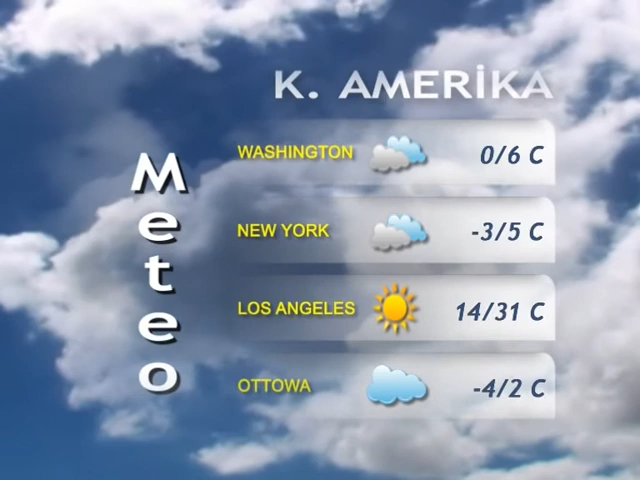 K. AMERİKA
Meteo
WASHINGTON 0/6 C
NEW YORK -3/5 C
LOS ANGELES 14/31 C
OTTOWA -4/2 C